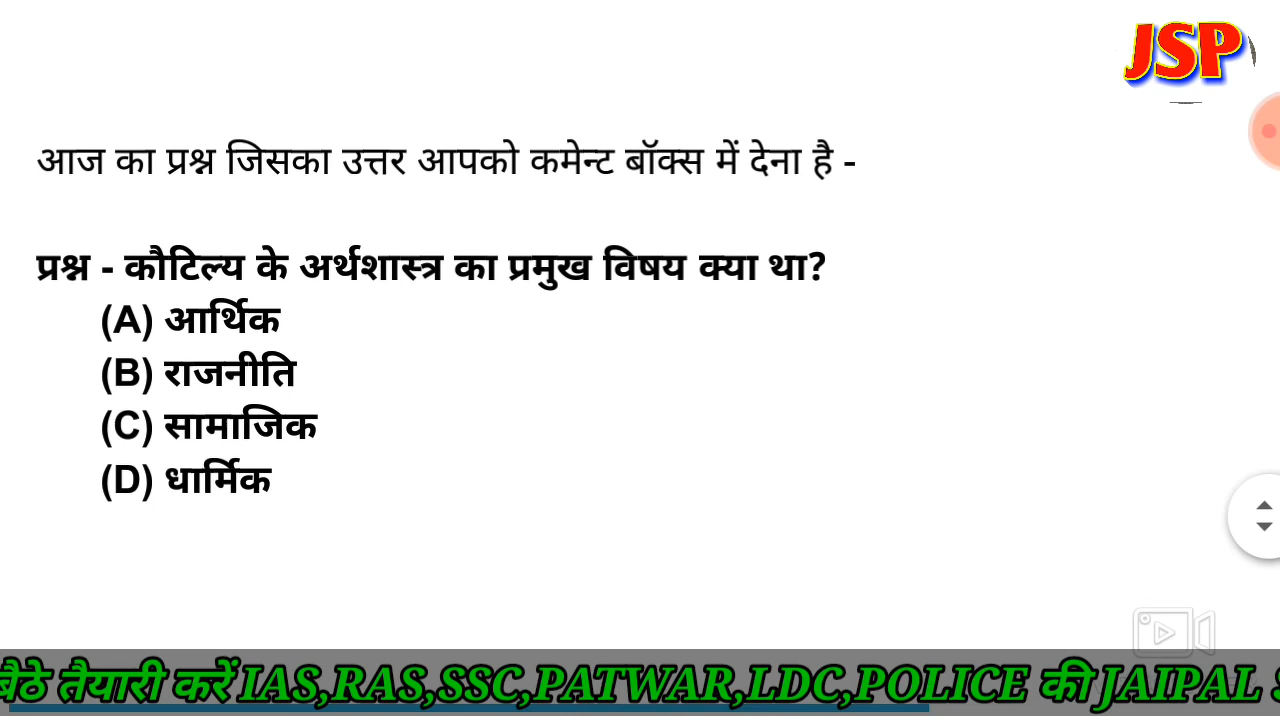 JSP
आज का प्रश्न जिसका उत्तर आपको कमेन्ट बॉक्स में देना है -
प्रश्न - कौटिल्य के अर्थशास्त्र का प्रमुख विषय क्या था?
(A) आर्थिक
(B) राजनीति
(C) सामाजिक
(D) धार्मिक
बैठे तैयारी करें IAS,RAS,SSC,PATWAR,LDC,POLICE की JAIPAL